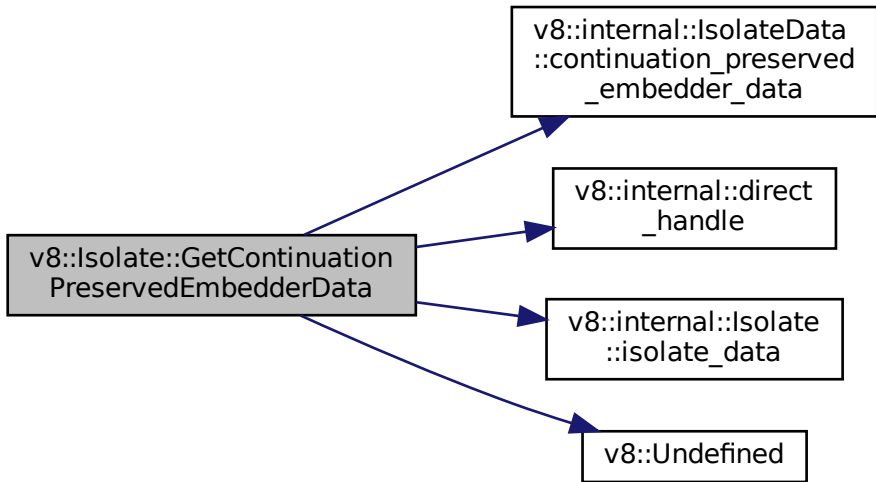 v8::internal::IsolateData
::continuation_preserved
_embedder_data
v8::internal::direct
_handle
v8::Isolate::GetContinuation
PreservedEmbedderData
v8::internal::Isolate
::isolate_data
v8::Undefined